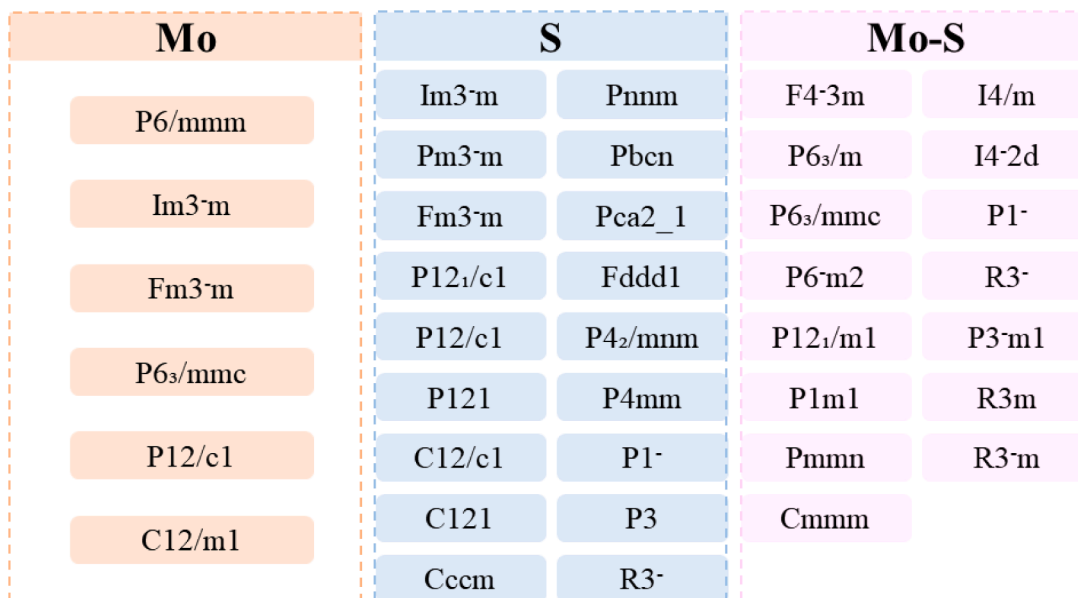 Mo
P6/mmm
Im3-m
Fm3-m
P6₃/mmc
P12/c1
C12/m1
S
Im3-m Pnnm
Pm3-m Pbcn
Fm3-m Pca2_1
P12₁/c1 Fddd1
P12/c1 P4₂/mnm
P121 P4mm
C12/c1 P1-
C121 P3
Cccm R3-
Mo-S
F4-3m I4/m
P6₃/m I4-2d
P6₃/mmc P1-
P6-m2 R3-
P12₁/m1 P3-m1
P1m1 R3m
Pmmn R3-m
Cmmm